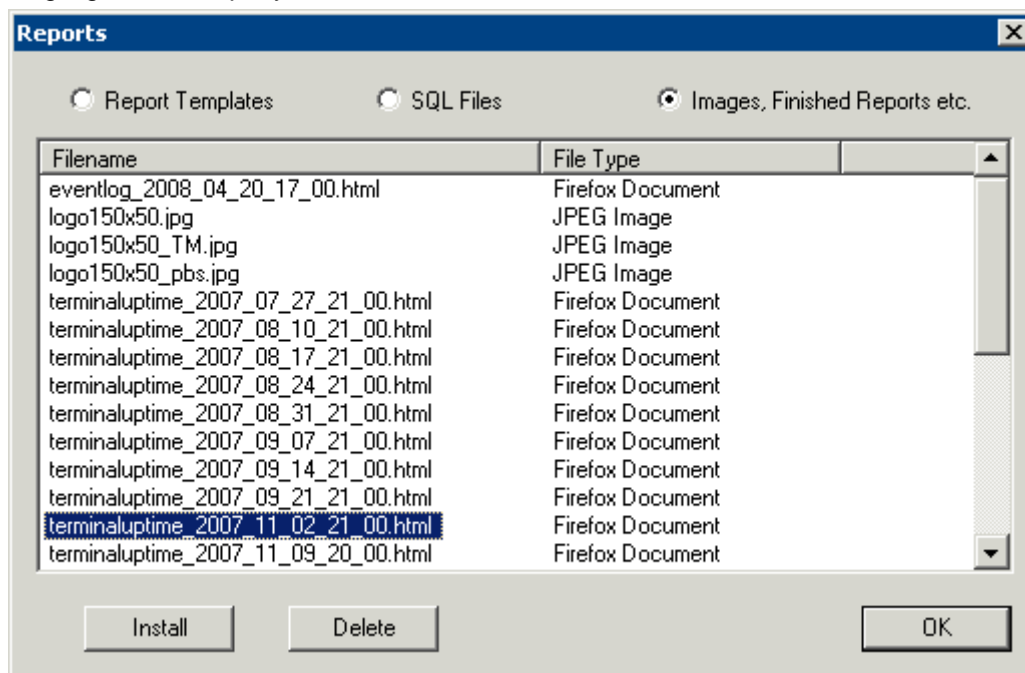 Reports
Report Templates SQL Files Images, Finished Reports etc.
Filename File Type
eventlog_2008_04_20_17_00.html Firefox Document
logo150x50.jpg JPEG Image
logo150x50_TM.jpg JPEG Image
logo150x50_pbs.jpg JPEG Image
terminaluptime_2007_07_27_21_00.html Firefox Document
terminaluptime_2007_08_10_21_00.html Firefox Document
terminaluptime_2007_08_17_21_00.html Firefox Document
terminaluptime_2007_08_24_21_00.html Firefox Document
terminaluptime_2007_08_31_21_00.html Firefox Document
terminaluptime_2007_09_07_21_00.html Firefox Document
terminaluptime_2007_09_14_21_00.html Firefox Document
terminaluptime_2007_09_21_21_00.html Firefox Document
terminaluptime_2007_11_02_21_00.html Firefox Document
terminaluptime_2007_11_09_20_00.html Firefox Document
Install Delete OK